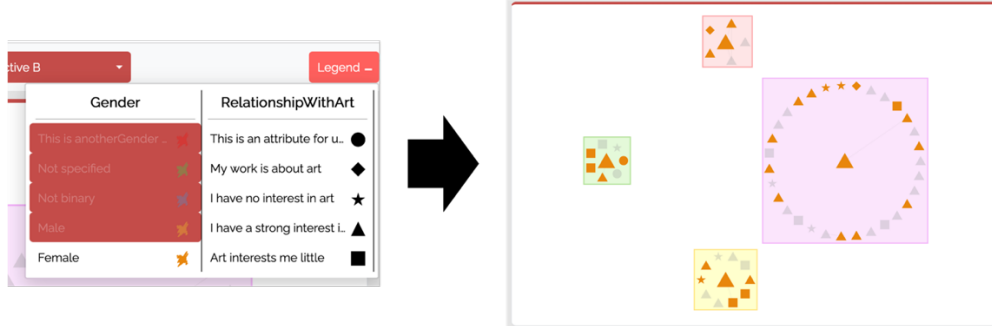 ctive B
Legend –
Gender
RelationshipWithArt
This is anotherGender ..
This is an attribute for u..
Not specified
My work is about art
Not binary
I have no interest in art
Male
I have a strong interest i..
Female
Art interests me little